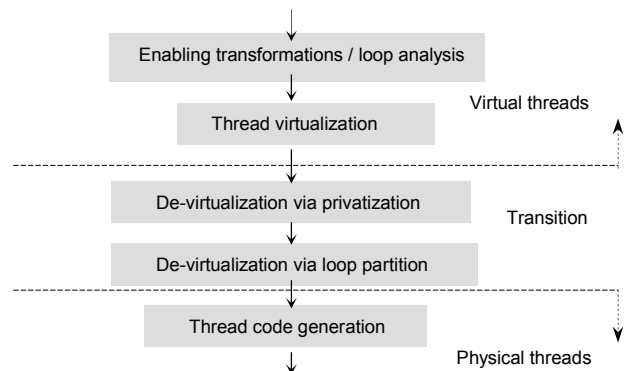 Enabling transformations / loop analysis
Virtual threads
Thread virtualization
De-virtualization via privatization
Transition
De-virtualization via loop partition
Thread code generation
Physical threads